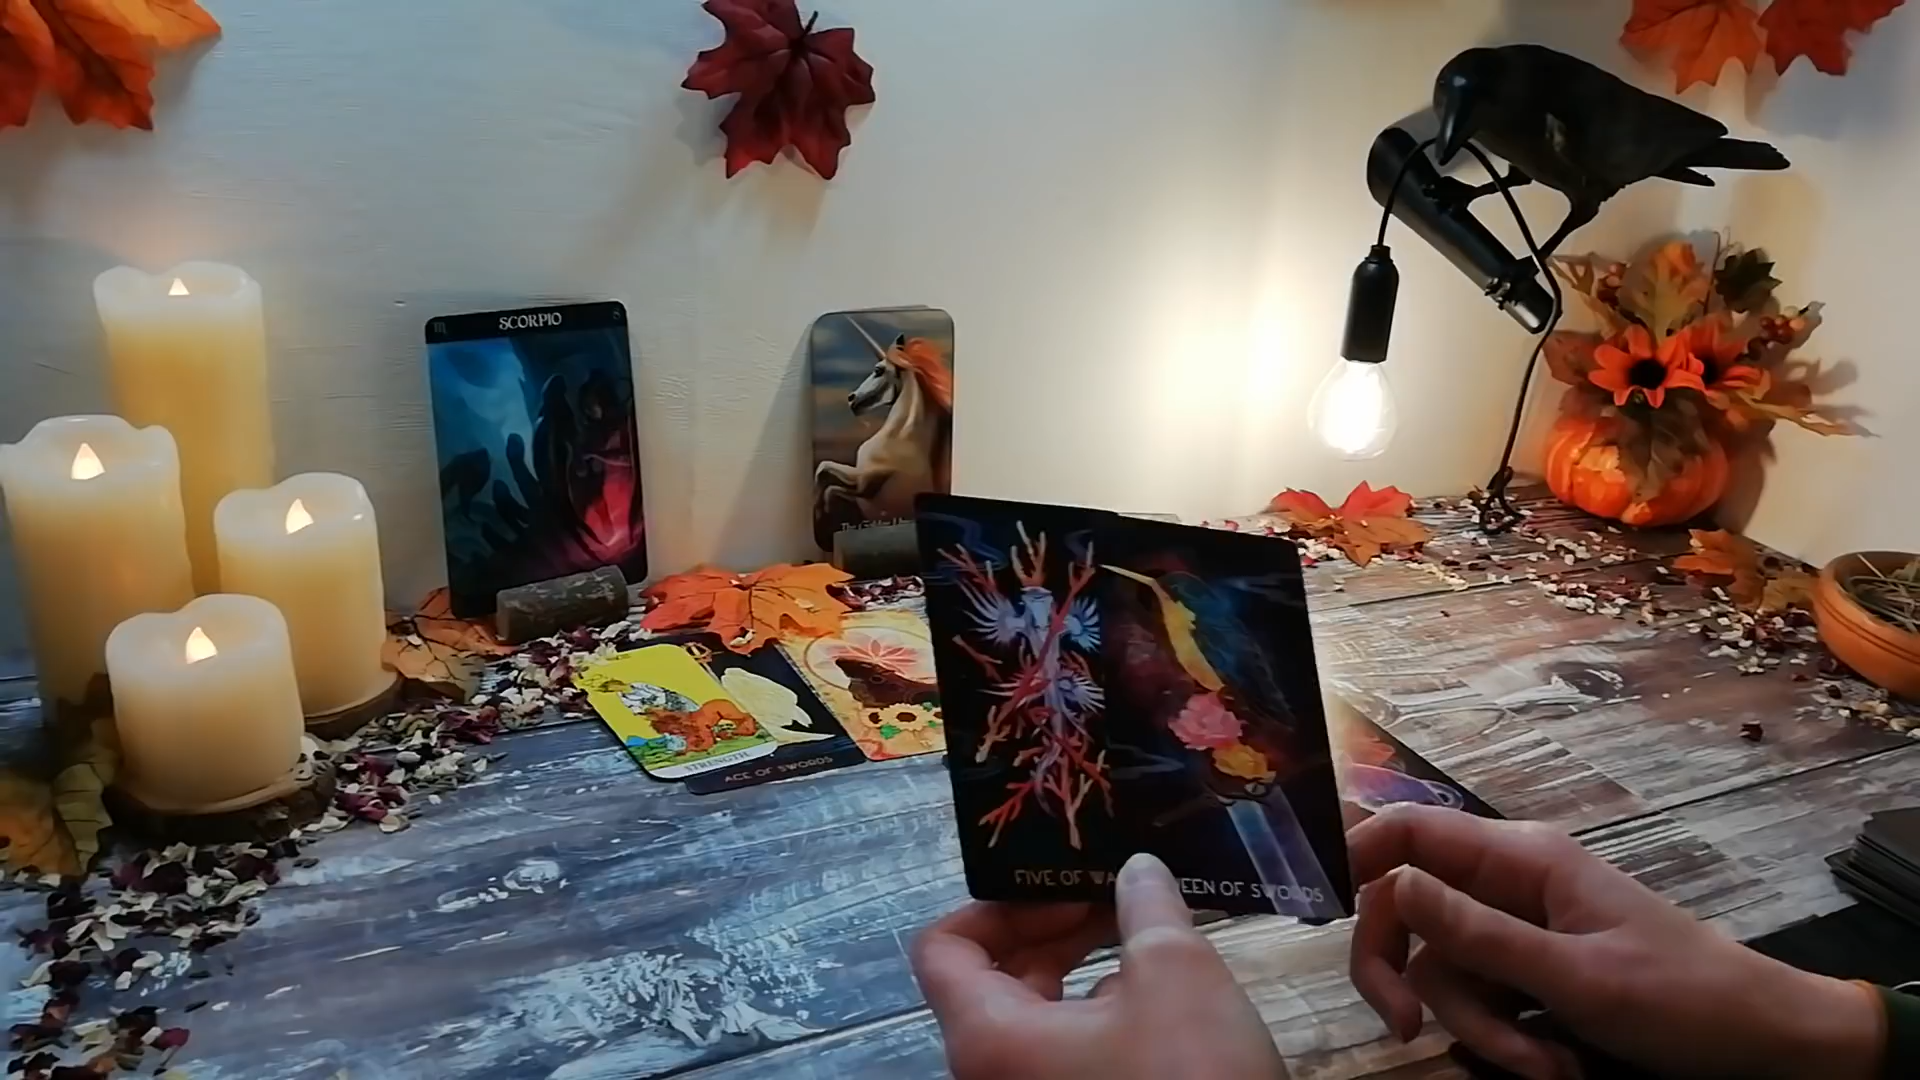 SCORPIO
STRENGTH
ACE OF SWORDS
FIVE OF WA
EEN OF SWORDS